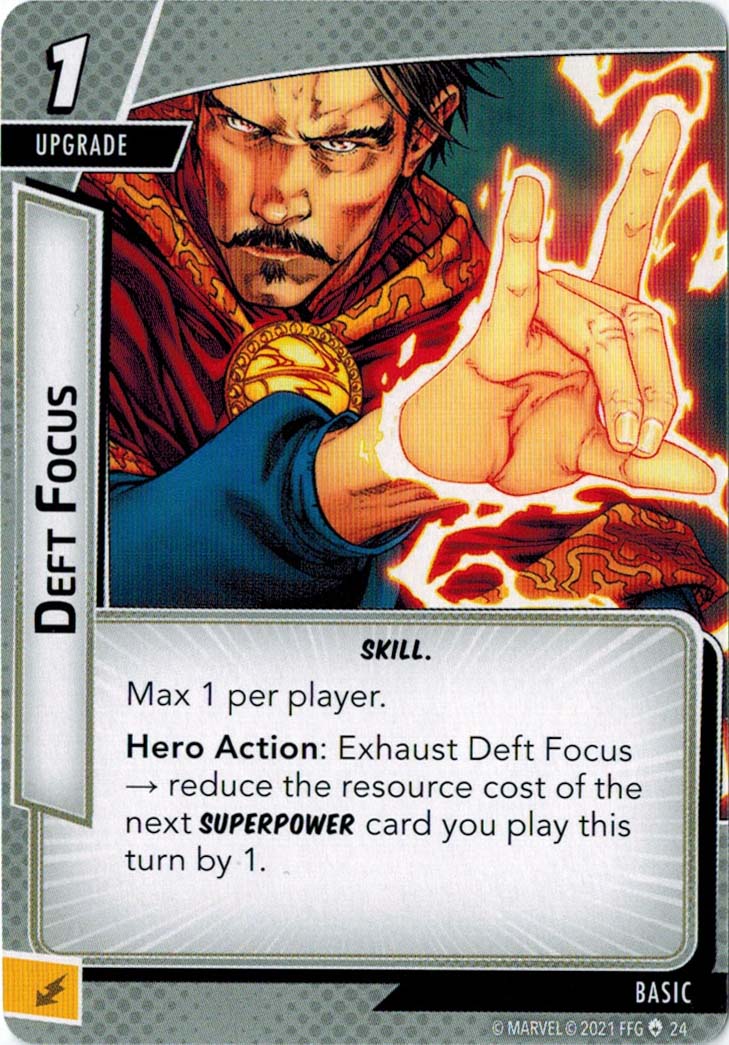 1
UPGRADE
DEFT FOCUS
SKILL.
Max 1 per player.
Hero Action: Exhaust Deft Focus
→ reduce the resource cost of the
next SUPERPOWER card you play this
turn by 1.
BASIC
© MARVEL © 2021 FFG 24